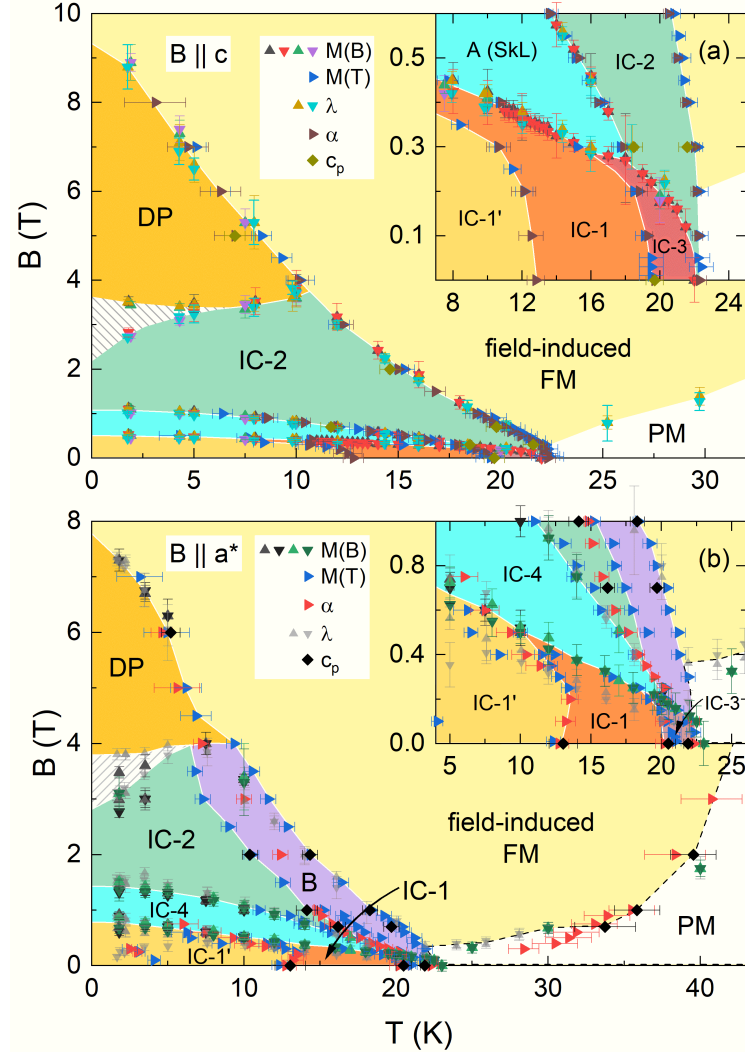 B || c
M(B)
M(T)
λ
α
c_p
DP
IC-2
field-induced
FM
PM
B (T)
10
8
6
4
2
0
0 5 10 15 20 25 30
(a)
A (SkL)
IC-2
IC-1'
IC-1
IC-3
0.5
0.3
0.1
8 12 16 20 24
B || a*
M(B)
M(T)
α
λ
c_p
DP
IC-2
IC-4
IC-1'
B
IC-1
field-induced
FM
PM
B (T)
8
6
4
2
0
0 10 20 30 40
T (K)
(b)
IC-4
IC-1'
IC-1
IC-3
0.8
0.4
0.0
5 10 15 20 25